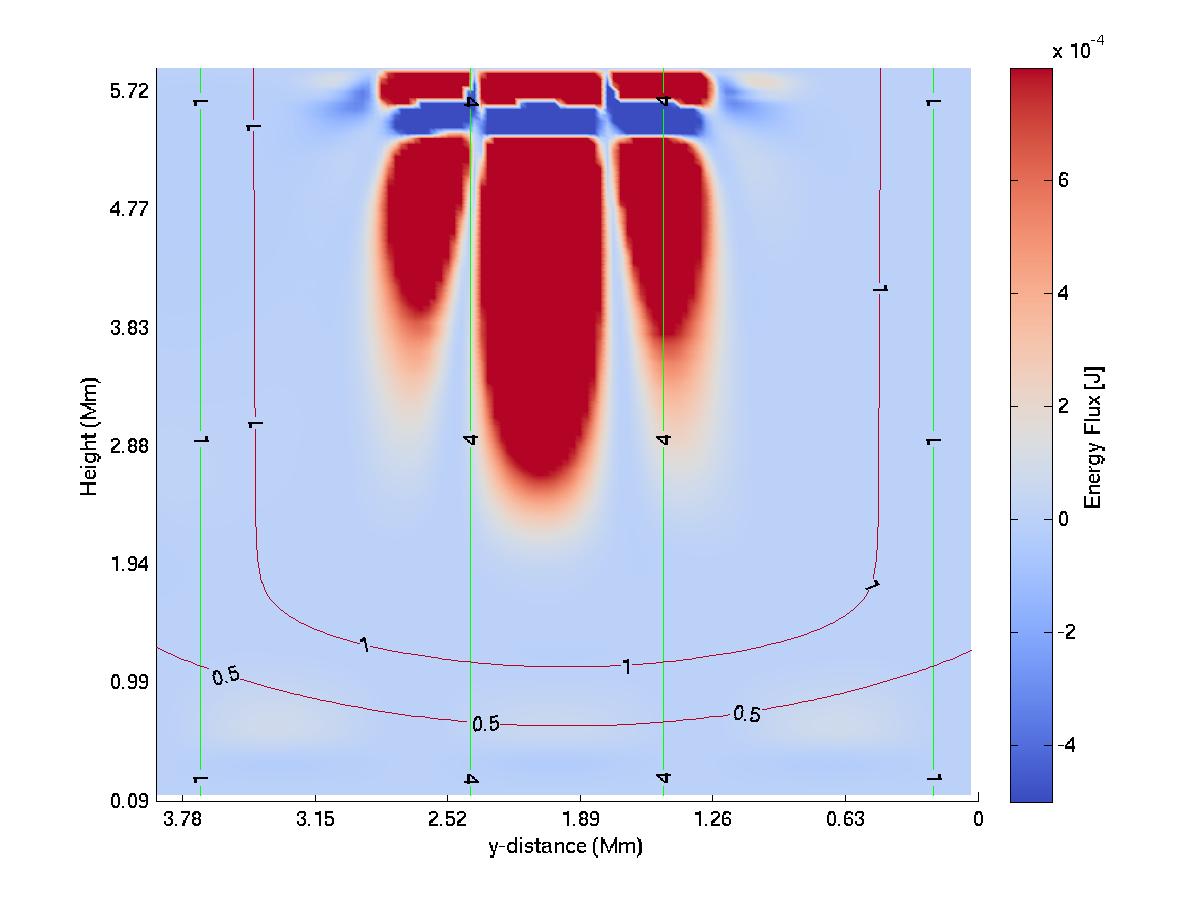 x 10⁻⁴
5.72
4.77
3.83
2.88
1.94
0.99
0.09
Height (Mm)
1 4 4 1
1
1
1 1
1 4 4 1
1
1 1
0.5 0.5 0.5
1 4 4 1
3.78 3.15 2.52 1.89 1.26 0.63 0
y-distance (Mm)
6
4
2
0
-2
-4
Energy Flux [J]